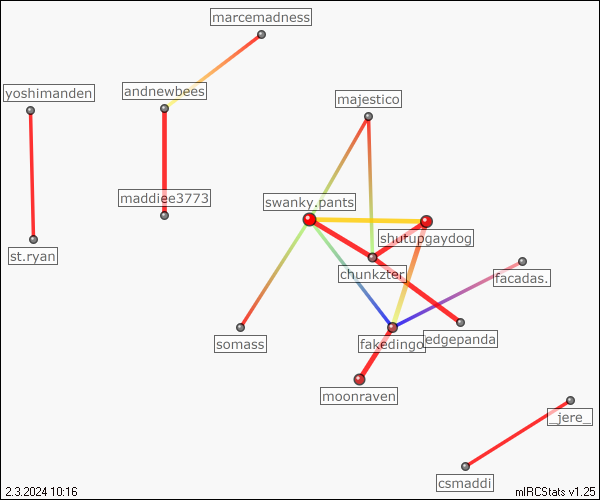 marcemadness
yoshimanden
andnewbees
majestico
maddiee3773
swanky.pants
shutupgaydog
st.ryan
chunkzter
facadas.
somass
fakedingo
edgepanda
moonraven
_jere_
csmaddi
2.3.2024 10:16
mIRCStats v1.25